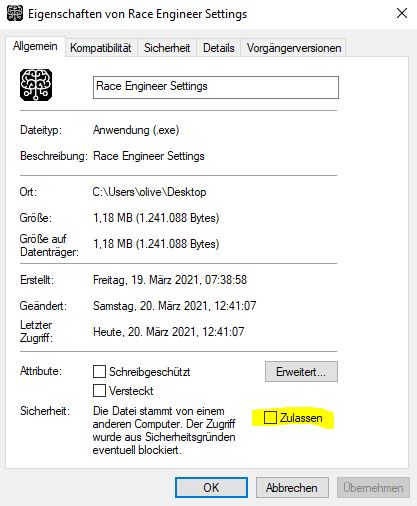 Eigenschaften von Race Engineer Settings
Allgemein Kompatibilität Sicherheit Details Vorgängerversionen
Race Engineer Settings
Dateityp: Anwendung (.exe)
Beschreibung: Race Engineer Settings
Ort: C:\Users\olive\Desktop
Größe: 1,18 MB (1.241.088 Bytes)
Größe auf
Datenträger: 1,18 MB (1.241.088 Bytes)
Erstellt: Freitag, 19. März 2021, 07:38:58
Geändert: Samstag, 20. März 2021, 12:41:07
Letzter
Zugriff: Heute, 20. März 2021, 12:41:07
Attribute: Schreibgeschützt Erweitert...
Versteckt
Sicherheit: Die Datei stammt von einem
anderen Computer. Der Zugriff
wurde aus Sicherheitsgründen
eventuell blockiert.
Zulassen
OK Abbrechen Übernehmen